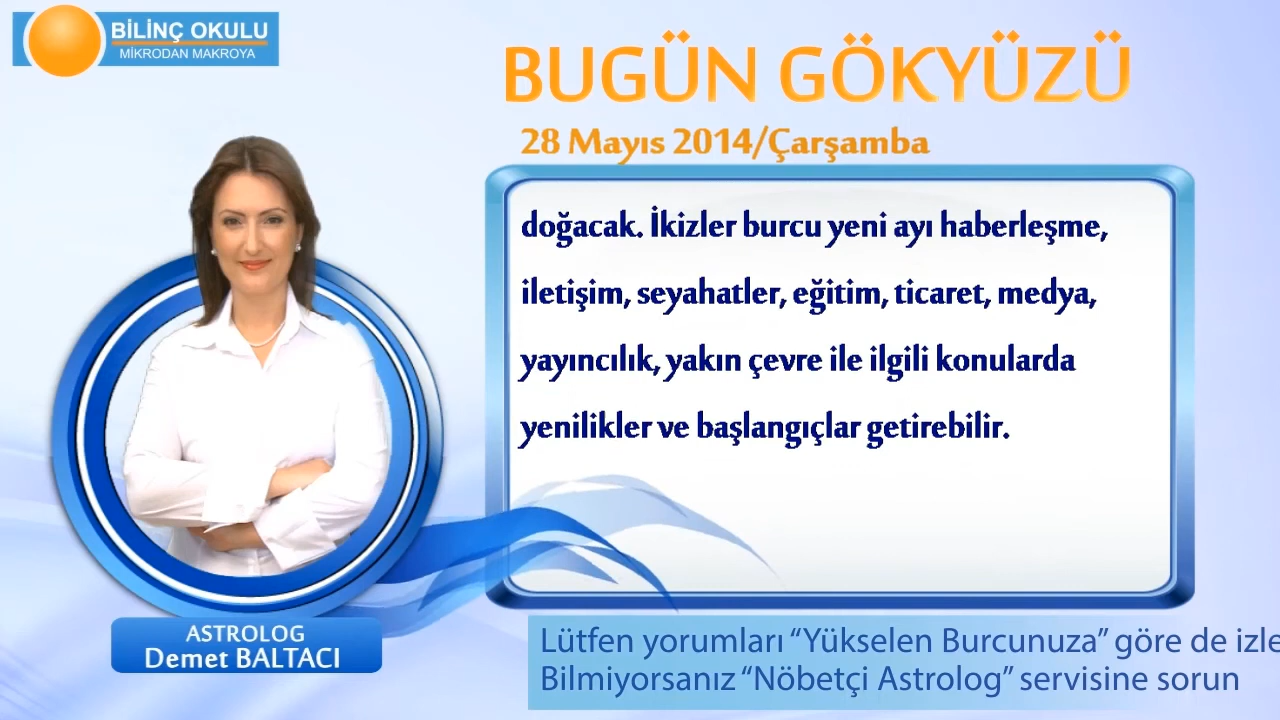 BİLİNÇ OKULU
MİKRODAN MAKROYA
BUGÜN GÖKYÜZÜ
28 Mayıs 2014/Çarşamba
doğacak. İkizler burcu yeni ayı haberleşme,
iletişim, seyahatler, eğitim, ticaret, medya,
yayıncılık, yakın çevre ile ilgili konularda
yenilikler ve başlangıçlar getirebilir.
ASTROLOG
Demet BALTACI
Lütfen yorumları “Yükselen Burcunuza” göre de izle
Bilmiyorsanız “Nöbetçi Astrolog” servisine sorun